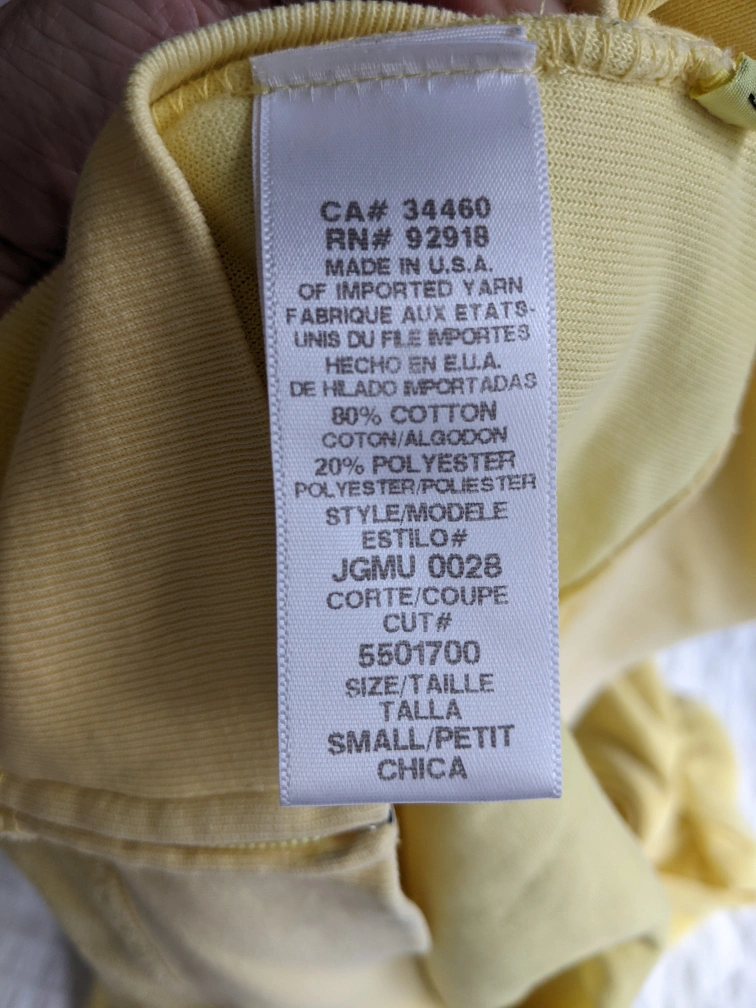 CA# 34460
RN# 92918
MADE IN U.S.A.
OF IMPORTED YARN
FABRIQUE AUX ETATS-
UNIS DU FILE IMPORTES
HECHO EN E.U.A.
DE HILADO IMPORTADAS
80% COTTON
COTON/ALGODON
20% POLYESTER
POLYESTER/POLIESTER
STYLE/MODELE
ESTILO#
JGMU 0028
CORTE/COUPE
CUT#
5501700
SIZE/TAILLE
TALLA
SMALL/PETIT
CHICA